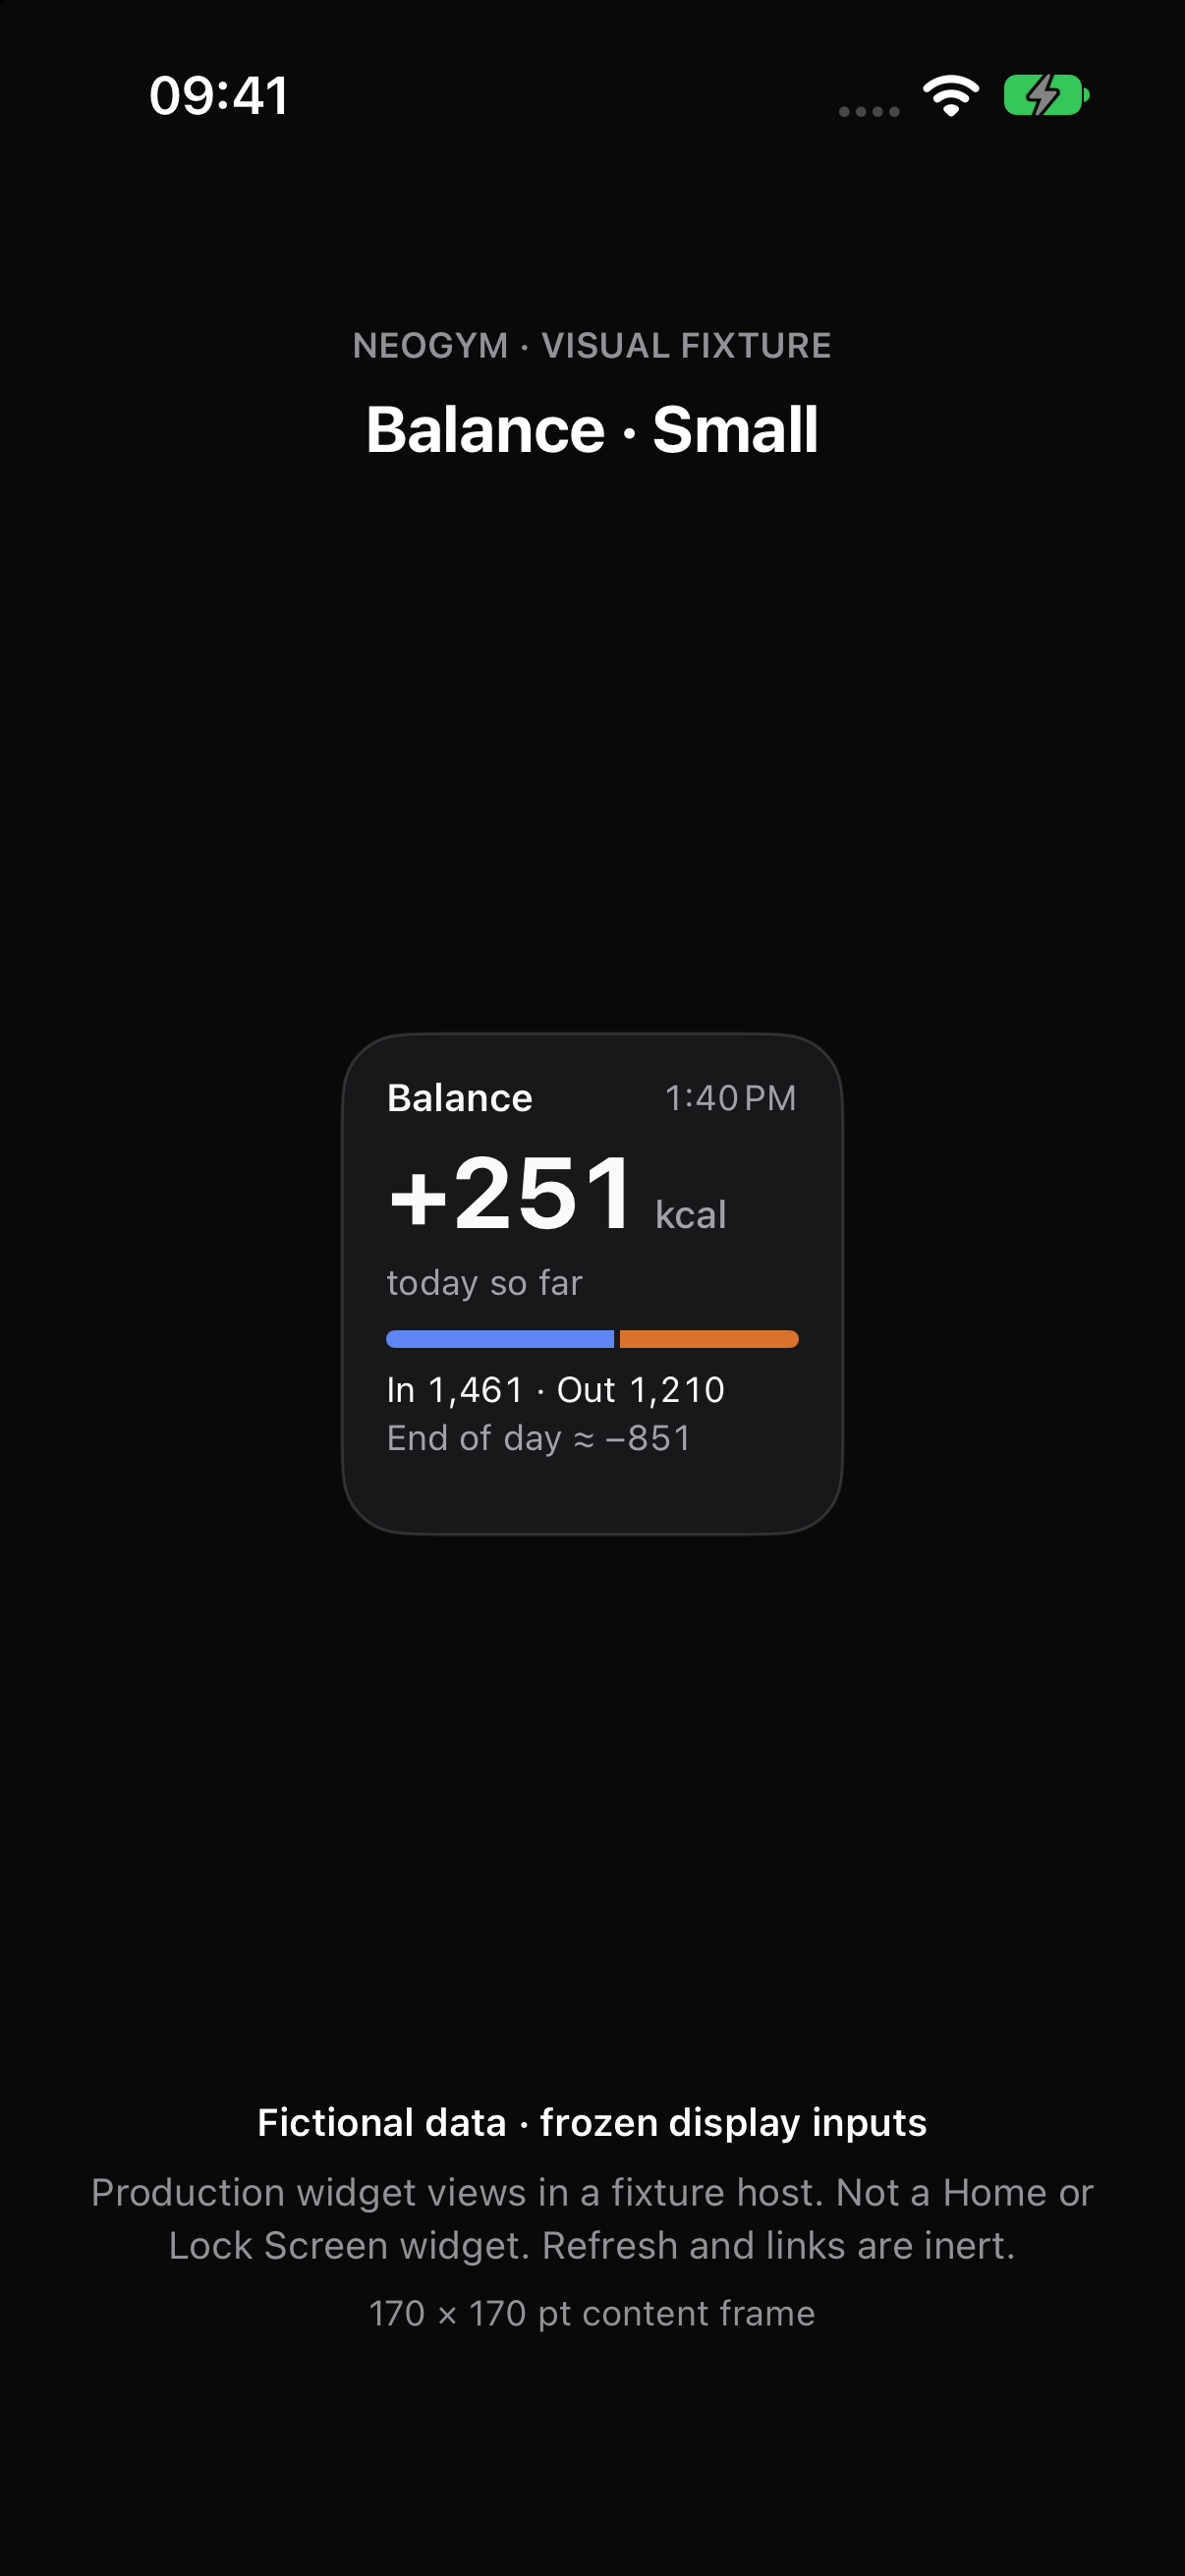 09:41
NEOGYM · VISUAL FIXTURE
Balance · Small
Balance 1:40 PM
+251 kcal
today so far
In 1,461 · Out 1,210
End of day ≈ −851
Fictional data · frozen display inputs
Production widget views in a fixture host. Not a Home or
Lock Screen widget. Refresh and links are inert.
170 × 170 pt content frame